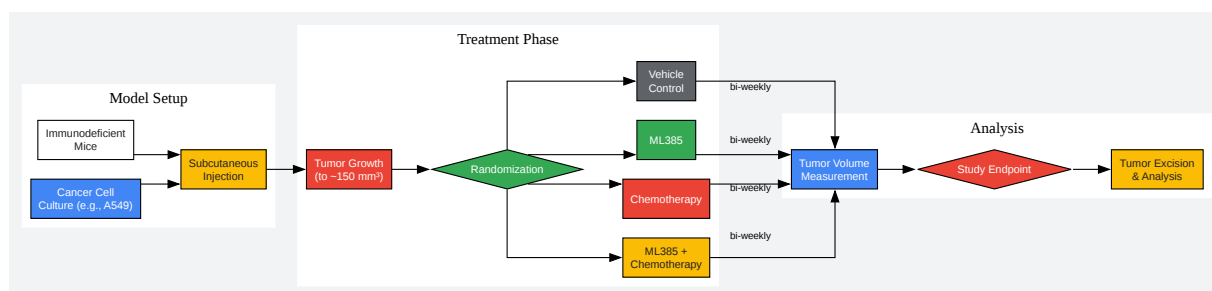 Treatment Phase
Model Setup
Analysis
Immunodeficient
Mice
Cancer Cell
Culture (e.g., A549)
Subcutaneous
Injection
Tumor Growth
(to ~150 mm³)
Randomization
Vehicle
Control
ML385
Chemotherapy
ML385 +
Chemotherapy
bi-weekly
bi-weekly
bi-weekly
bi-weekly
Tumor Volume
Measurement
Study Endpoint
Tumor Excision
& Analysis